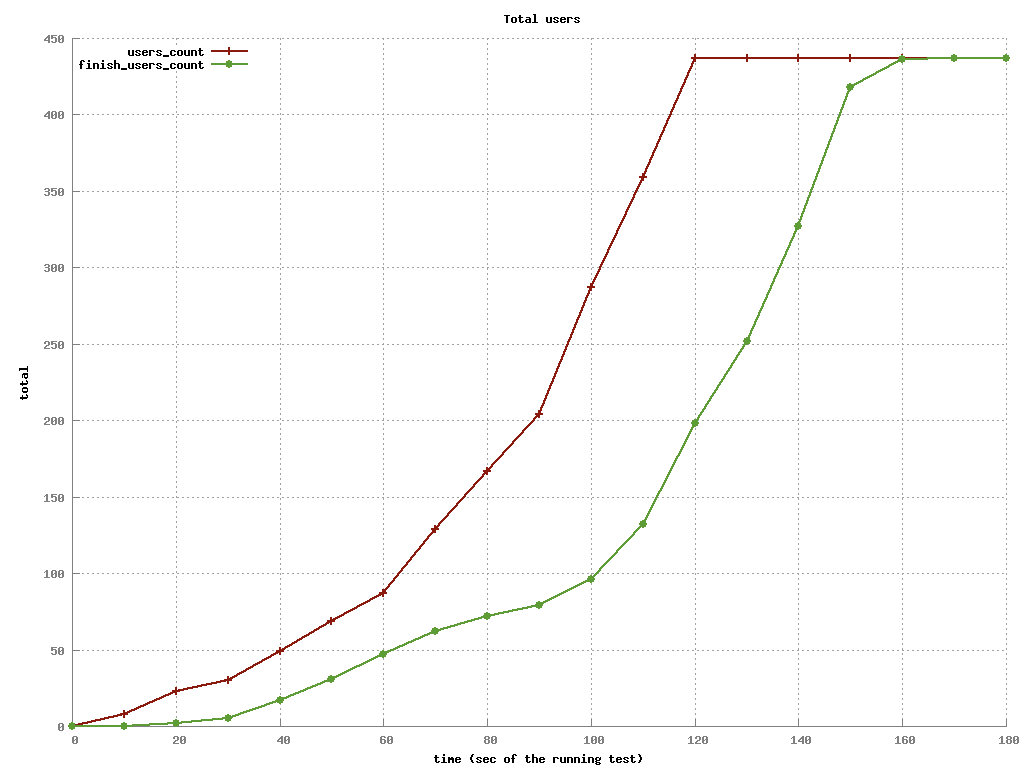 Total users
users_count
finish_users_count
450
400
350
300
250
200
150
100
50
0
total
0 20 40 60 80 100 120 140 160 180
time (sec of the running test)